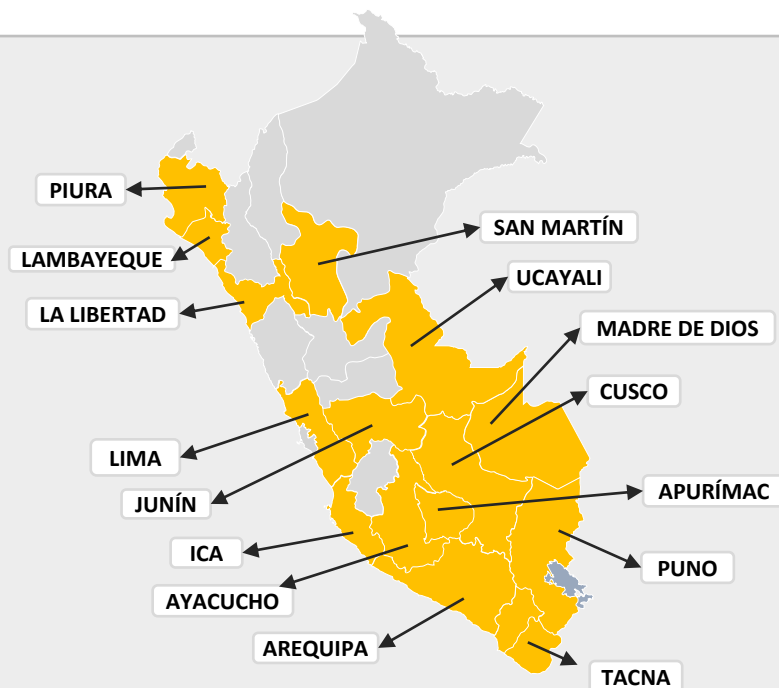 PIURA
SAN MARTÍN
LAMBAYEQUE
UCAYALI
LA LIBERTAD
MADRE DE DIOS
CUSCO
LIMA
APURÍMAC
JUNÍN
ICA
PUNO
AYACUCHO
AREQUIPA
TACNA